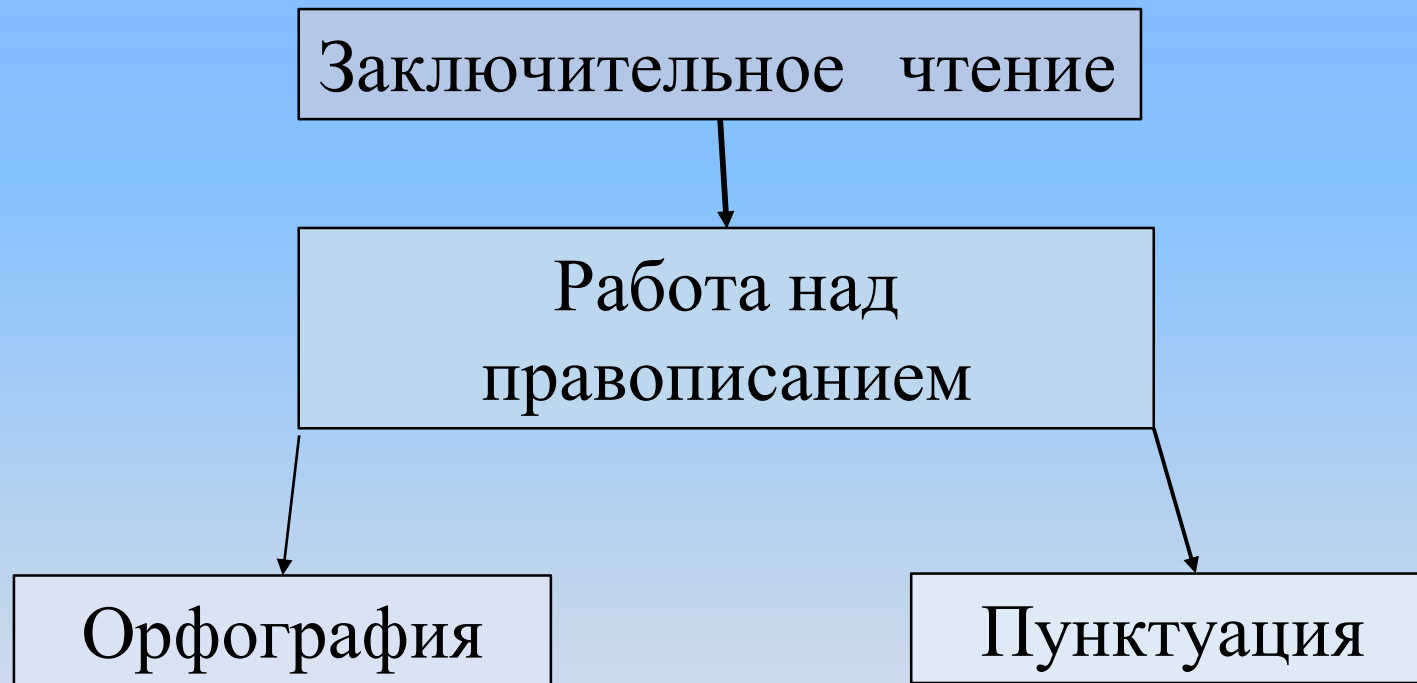 Заключительное чтение
Работа над
правописанием
Орфография
Пунктуация